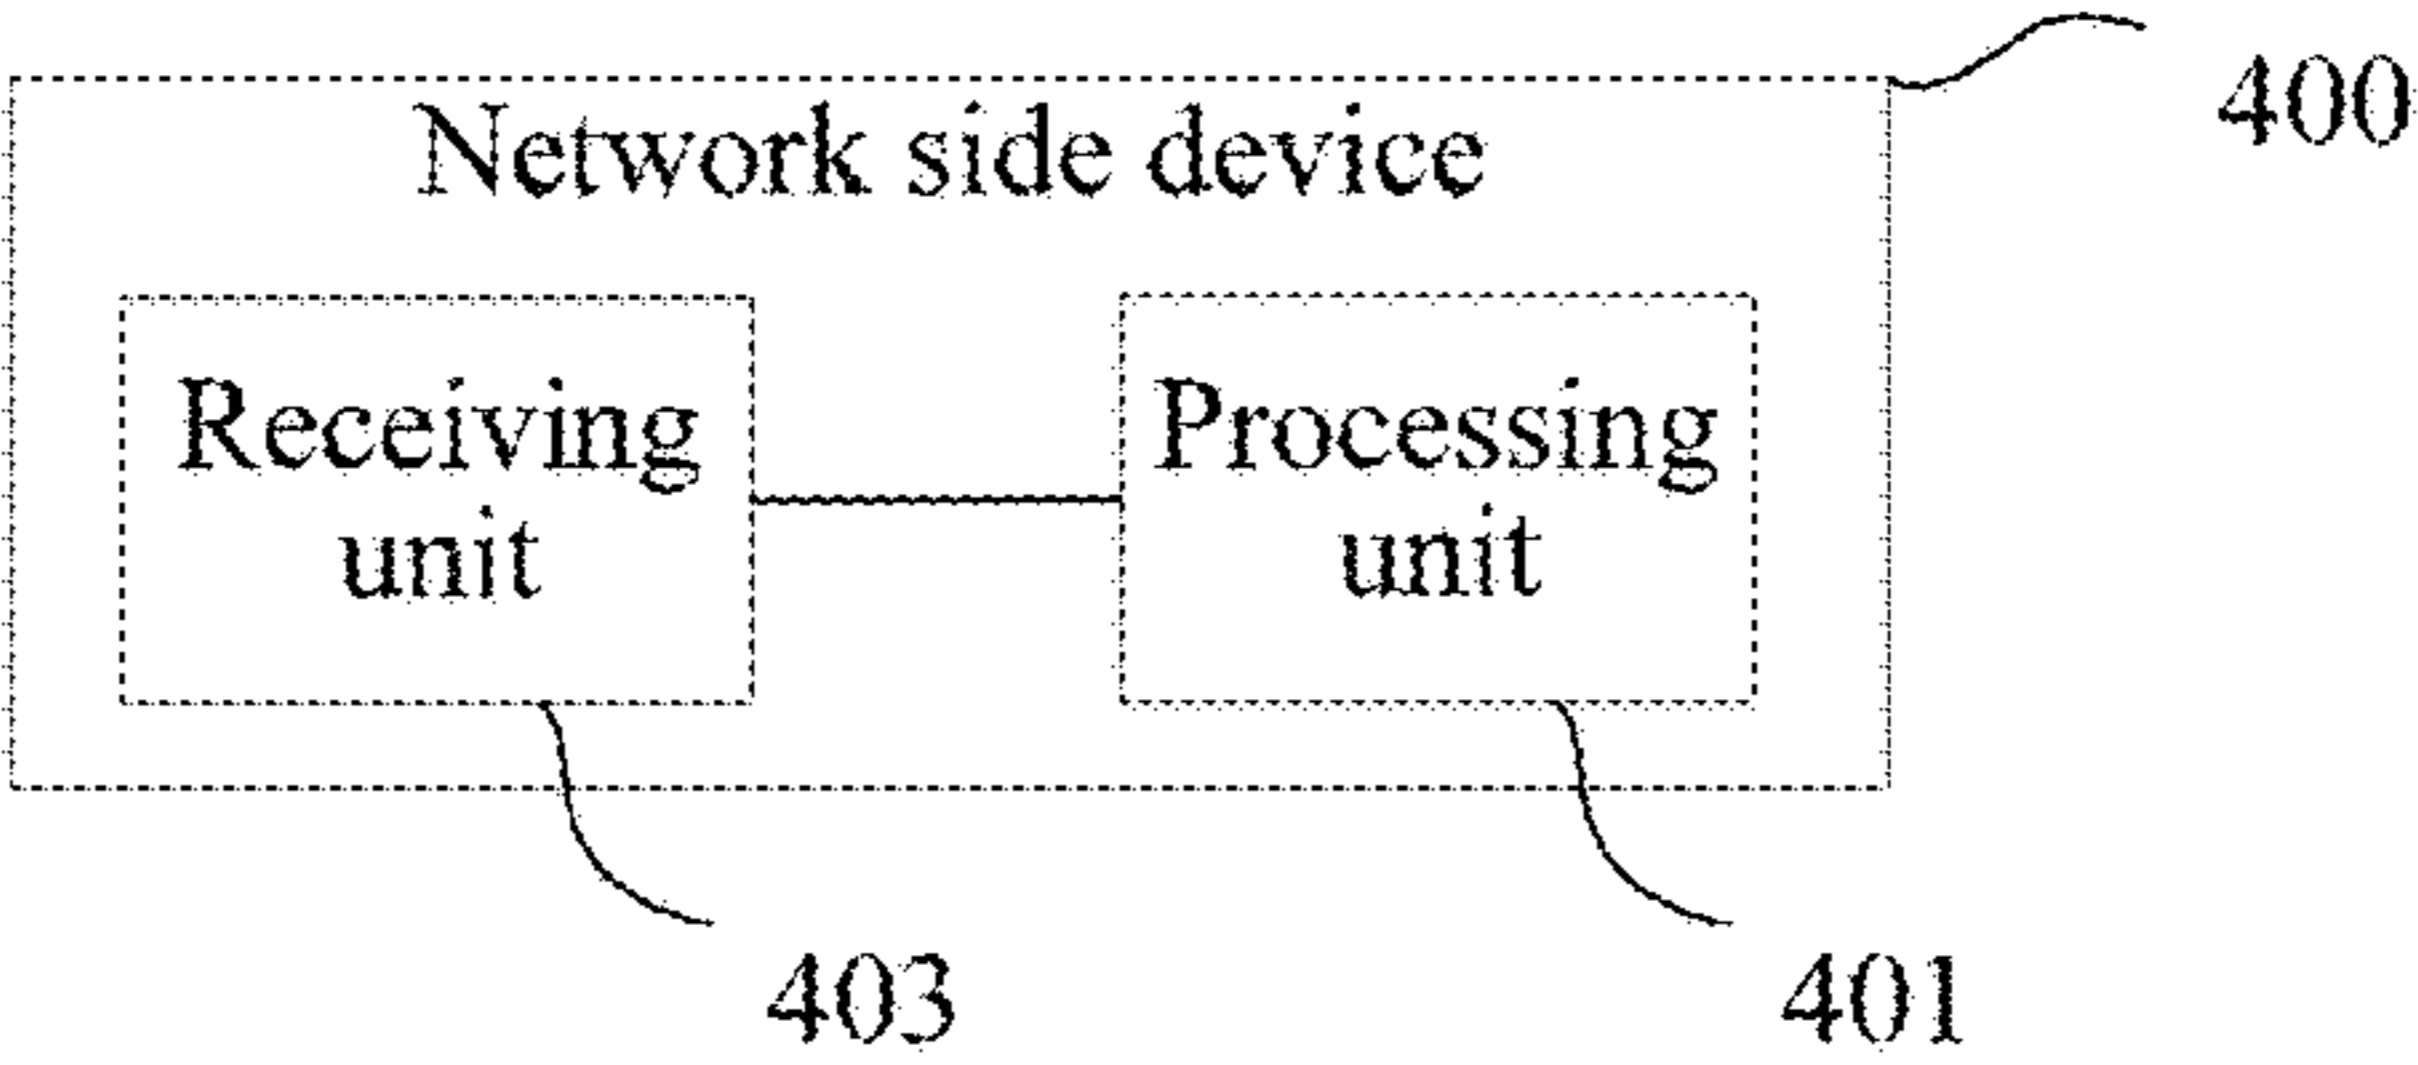 400
Network side device
Receiving
unit
Processing
unit
403
401